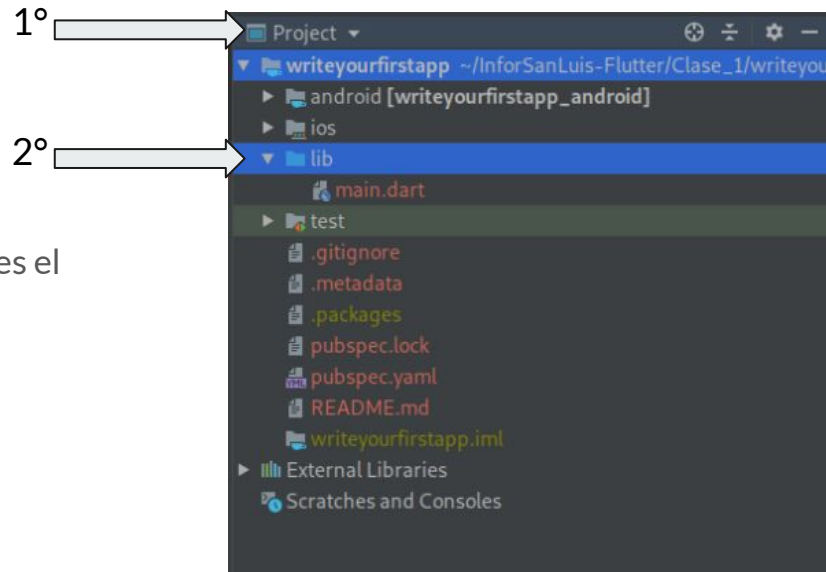 1°
Project
writeyourfirstapp ~/InforSanLuis-Flutter/Clase_1/writeyou
android [writeyourfirstapp_android]
ios
2°
lib
main.dart
test
es el
.gitignore
.metadata
.packages
pubspec.lock
YML pubspec.yaml
README.md
writeyourfirstapp.iml
External Libraries
Scratches and Consoles